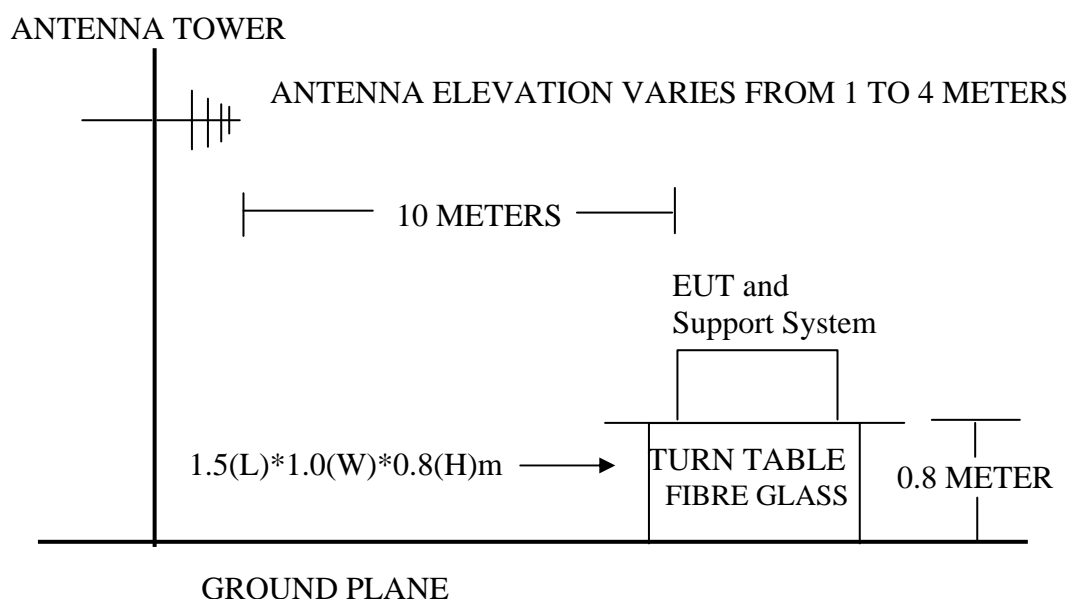 ANTENNA TOWER
ANTENNA ELEVATION VARIES FROM 1 TO 4 METERS
10 METERS
EUT and
Support System
1.5(L)*1.0(W)*0.8(H)m
TURN TABLE
FIBRE GLASS
0.8 METER
GROUND PLANE